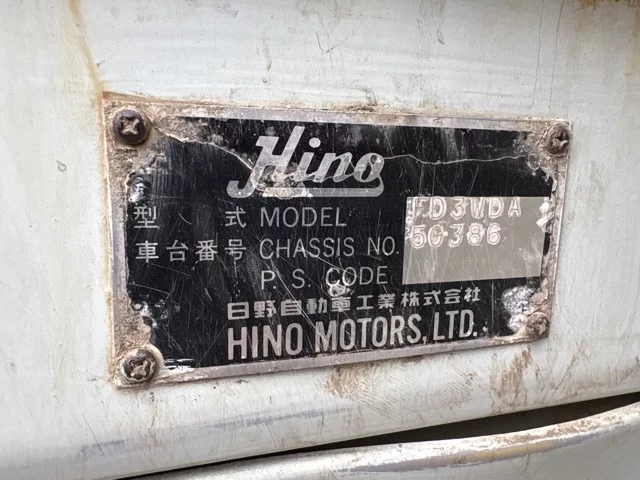 Hino
型 式 MODEL FD3WDA
車台番号 CHASSIS NO. 50386
P. S. CODE
日野自動車工業株式会社
HINO MOTORS, LTD.